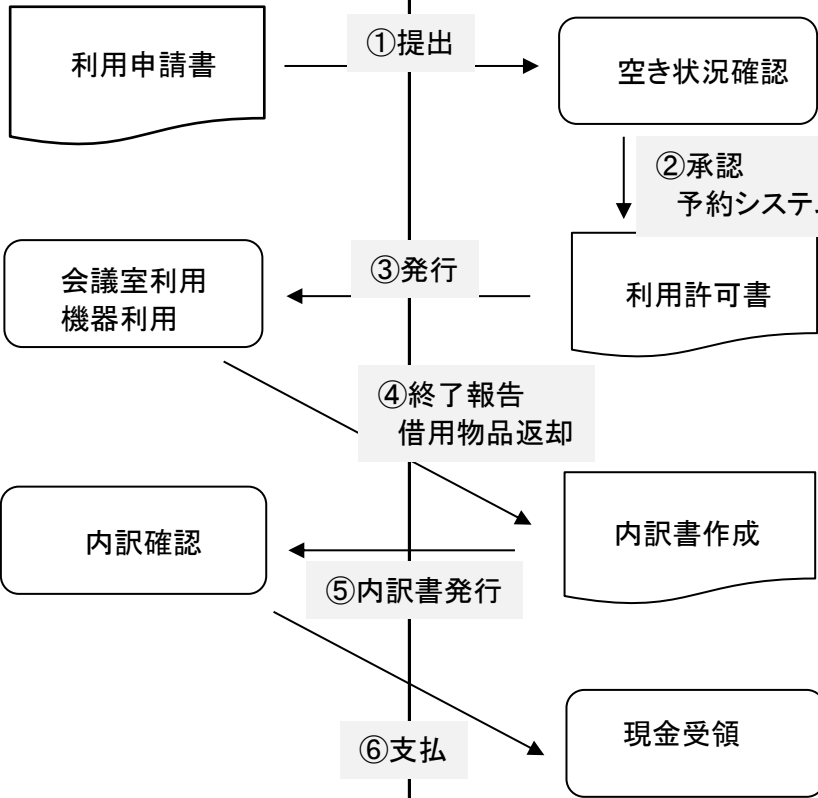 利用申請書
①提出
空き状況確認
②承認
予約システ
会議室利用
機器利用
③発行
利用許可書
④終了報告
借用物品返却
内訳確認
内訳書作成
⑤内訳書発行
⑥支払
現金受領